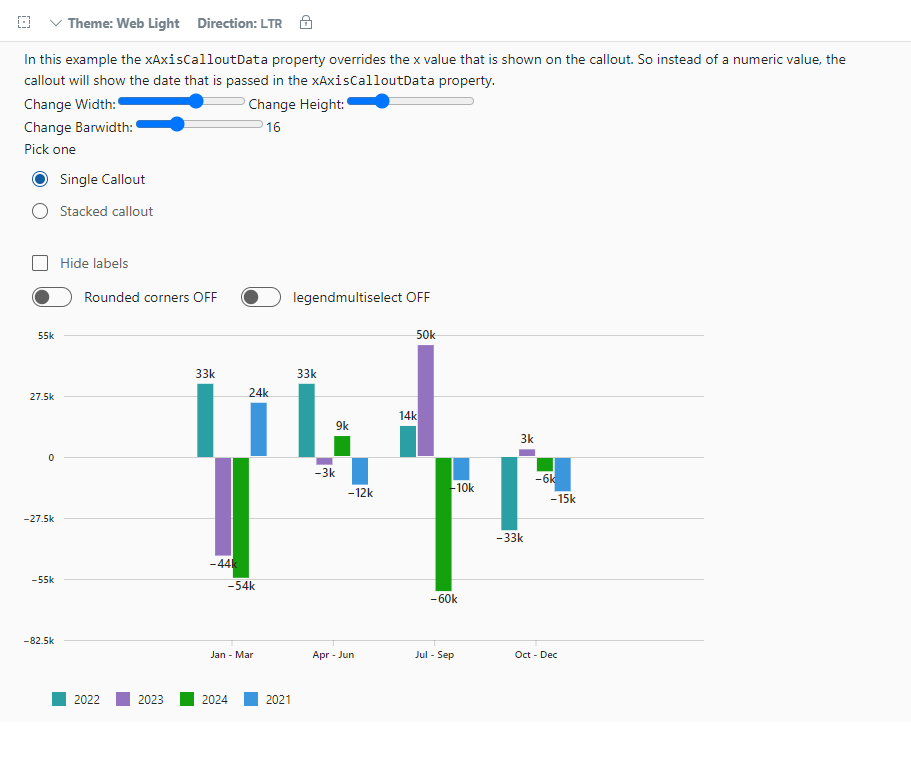 Theme: Web Light Direction: LTR
In this example the xAxisCalloutData property overrides the x value that is shown on the callout. So instead of a numeric value, the
callout will show the date that is passed in the xAxisCalloutData property.
Change Width: Change Height:
Change Barwidth: 16
Pick one
Single Callout
Stacked callout
Hide labels
Rounded corners OFF legendmultiselect OFF
55k
50k
33k
33k
24k
27.5k
14k
9k
3k
0
−3k
−6k
−10k
−12k
−15k
−27.5k
−33k
−44k
−55k
−54k
−60k
−82.5k
Jan - Mar Apr - Jun Jul - Sep Oct - Dec
2022 2023 2024 2021